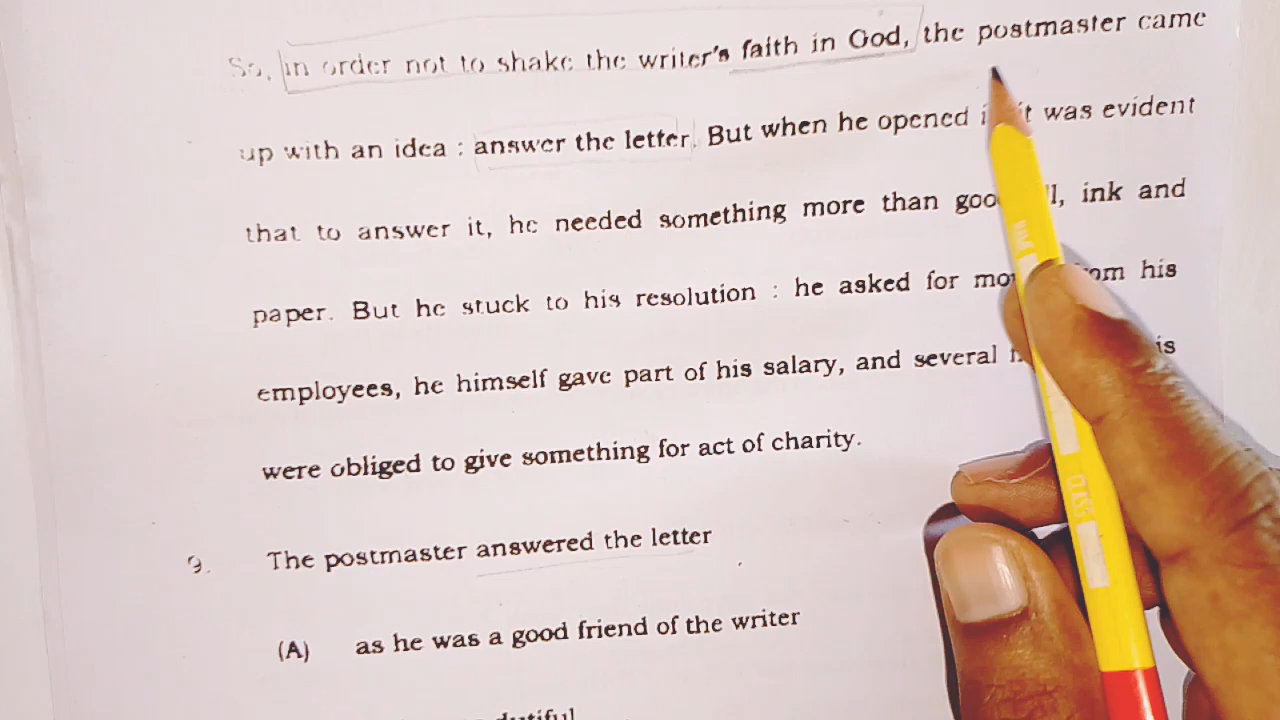 So, in order not to shake the writer's faith in God, the postmaster came
up with an idea : answer the letter. But when he opened it was evident
that to answer it, he needed something more than ink and
paper. But he stuck to his resolution : he asked for from his
employees, he himself gave part of his salary, and several
were obliged to give something for act of charity.
9. The postmaster answered the letter
(A) as he was a good friend of the writer